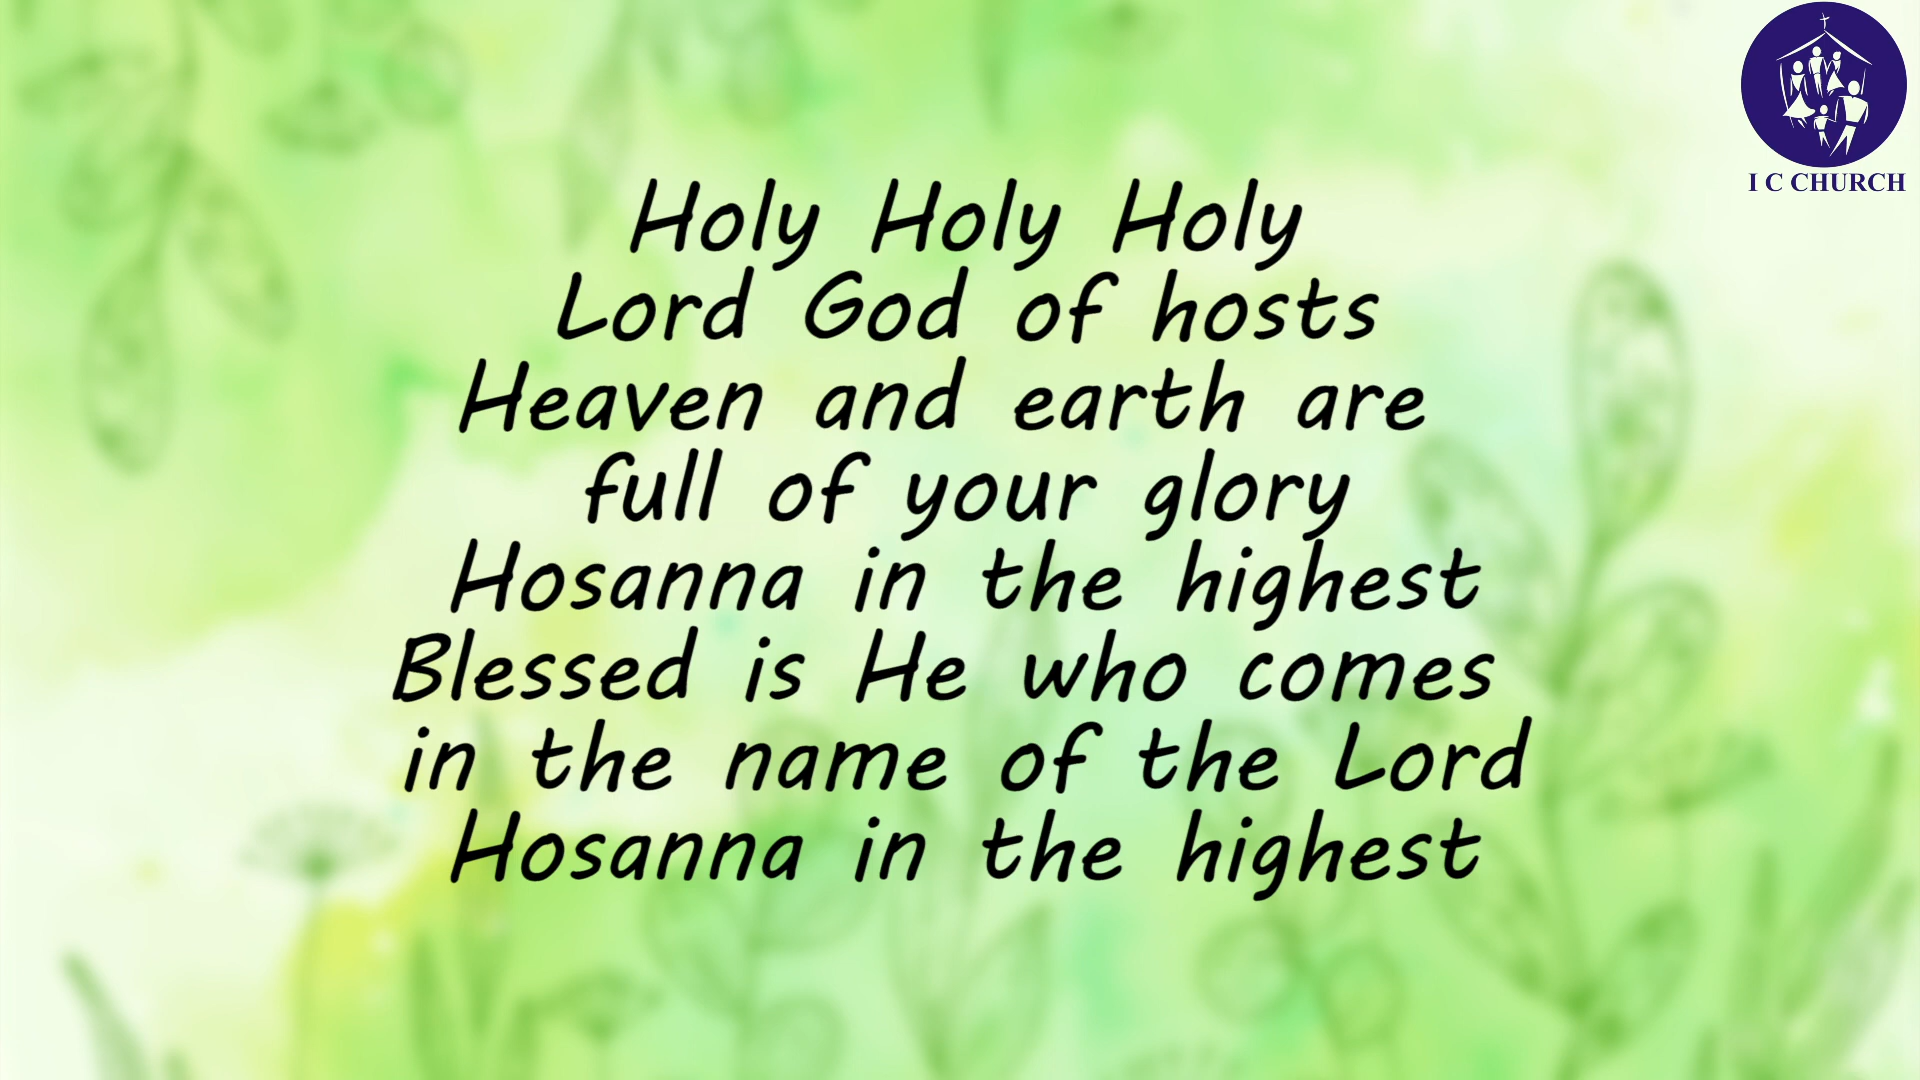 I C CHURCH
Holy Holy Holy
Lord God of hosts
Heaven and earth are
full of your glory
Hosanna in the highest
Blessed is He who comes
in the name of the Lord
Hosanna in the highest